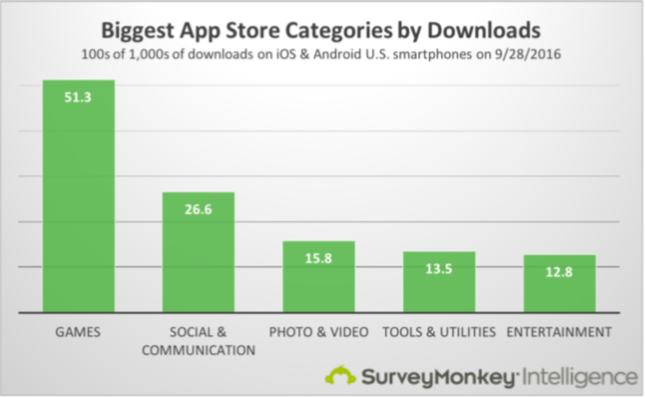 Biggest App Store Categories by Downloads
100s of 1,000s of downloads on iOS & Android U.S. smartphones on 9/28/2016
51.3
26.6
15.8
13.5
12.8
GAMES
SOCIAL &
COMMUNICATION
PHOTO & VIDEO
TOOLS & UTILITIES
ENTERTAINMENT
SurveyMonkey Intelligence